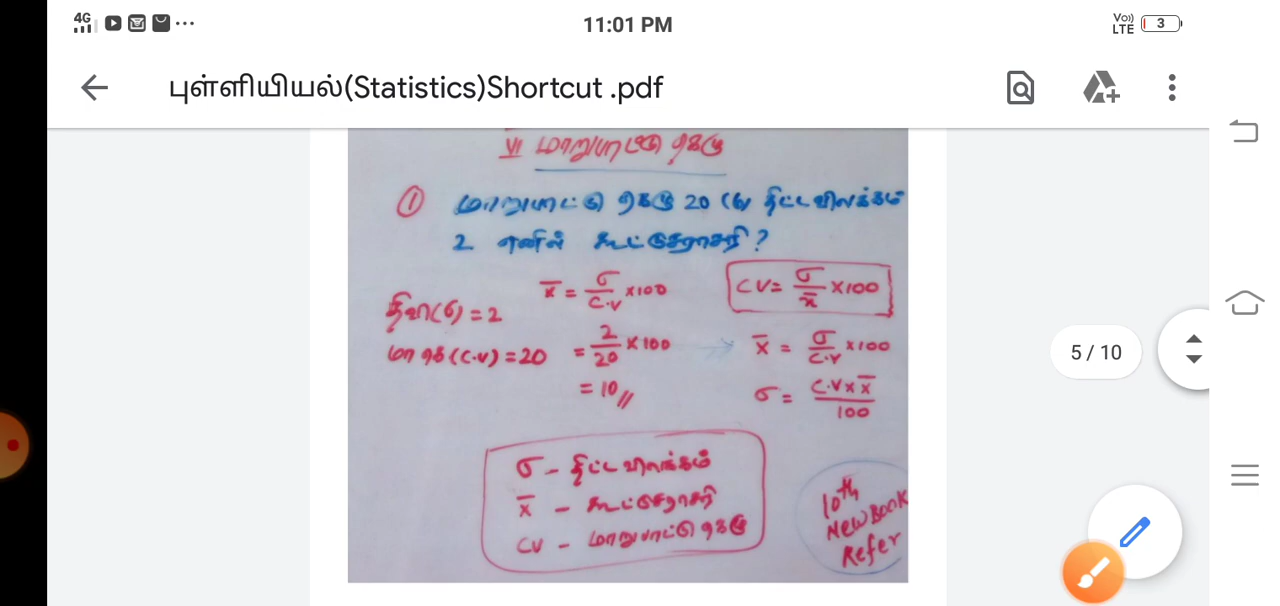 4G
11:01 PM
Vo))
LTE
3
புள்ளியியல்(Statistics)Shortcut .pdf
VI மாறுபாட்டு கெழு
① மாறுபாட்டு கெழு 20 (ம) திட்டவிலக்கம்
2 எனில் கூட்டுசராசரி?
திவி(σ) = 2
மா கெ (C.V) = 20
x̅ = σ/C.V ×100
= 2/20 ×100
= 10//
CV = σ/x̅ ×100
x̅ = σ/C.V ×100
σ = C.V×x̅/100
σ - திட்டவிலக்கம்
x̅ - கூட்டுசராசரி
CV - மாறுபாட்டு கெழு
10th
New Book
Refer
5 / 10